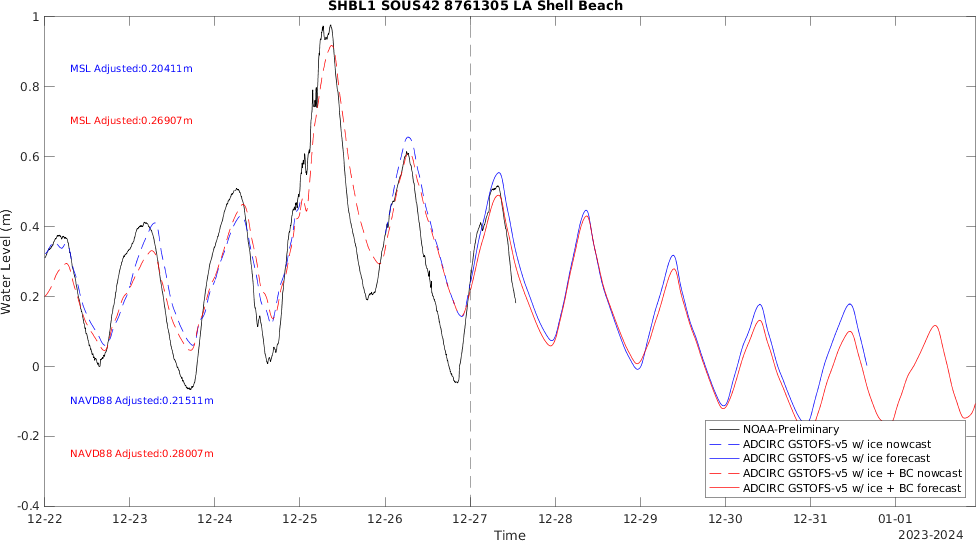 SHBL1 SOUS42 8761305 LA Shell Beach
1
0.8
0.6
0.4
0.2
0
-0.2
-0.4
Water Level (m)
MSL Adjusted:0.20411m
MSL Adjusted:0.26907m
NAVD88 Adjusted:0.21511m
NAVD88 Adjusted:0.28007m
NOAA-Preliminary
ADCIRC GSTOFS-v5 w/ ice nowcast
ADCIRC GSTOFS-v5 w/ ice forecast
ADCIRC GSTOFS-v5 w/ ice + BC nowcast
ADCIRC GSTOFS-v5 w/ ice + BC forecast
12-22 12-23 12-24 12-25 12-26 12-27 12-28 12-29 12-30 12-31 01-01
Time
2023-2024